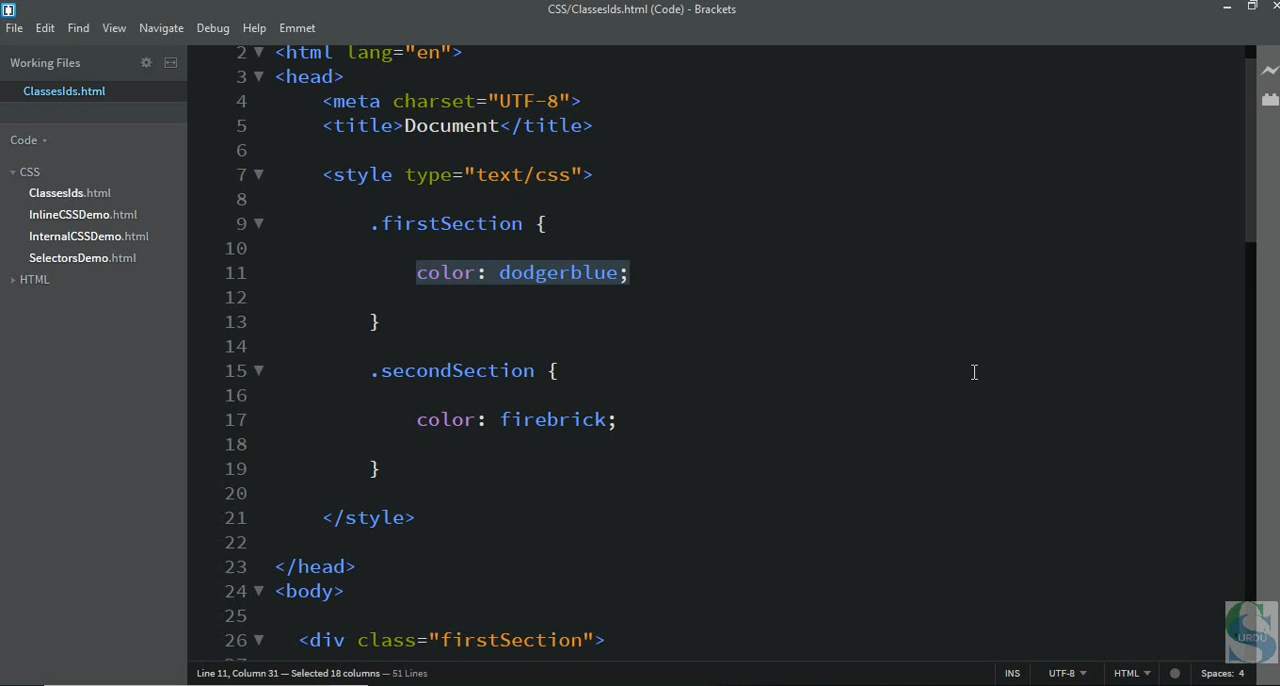 CSS/ClassesIds.html (Code) - Brackets
File Edit Find View Navigate Debug Help Emmet
Working Files
ClassesIds.html
Code
CSS
ClassesIds.html
InlineCSSDemo.html
InternalCSSDemo.html
SelectorsDemo.html
HTML
2 <html lang="en">
3 <head>
4 <meta charset="UTF-8">
5 <title>Document</title>
6
7 <style type="text/css">
8
9 .firstSection {
10
11 color: dodgerblue;
12
13 }
14
15 .secondSection {
16
17 color: firebrick;
18
19 }
20
21 </style>
22
23 </head>
24 <body>
25
26 <div class="firstSection">
URDU
Line 11, Column 31 — Selected 18 columns — 51 Lines
INS UTF-8 HTML Spaces: 4